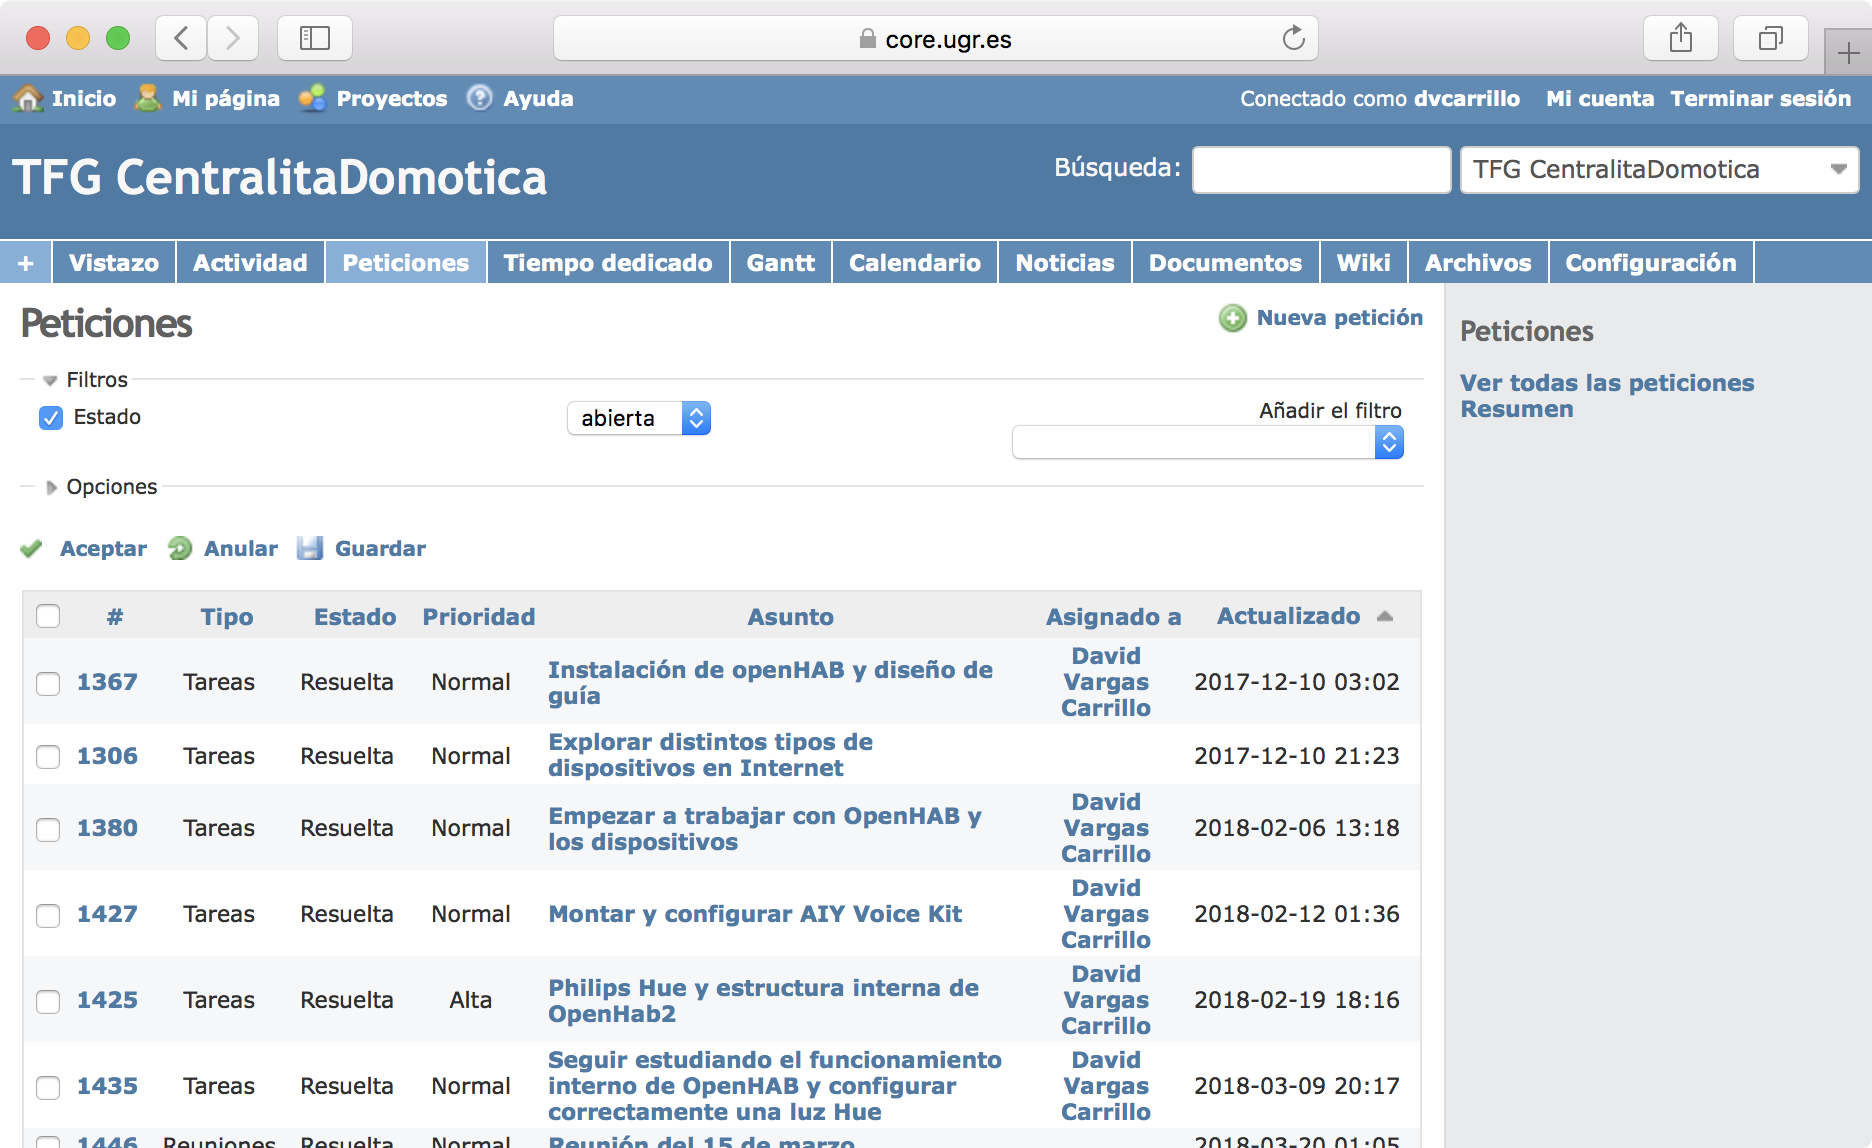 core.ugr.es
Inicio Mi página Proyectos Ayuda Conectado como dvcarrillo Mi cuenta Terminar sesión
TFG CentralitaDomotica Búsqueda: TFG CentralitaDomotica
+ Vistazo Actividad Peticiones Tiempo dedicado Gantt Calendario Noticias Documentos Wiki Archivos Configuración
Peticiones Nueva petición
Filtros
Estado abierta Añadir el filtro
Opciones
Aceptar Anular Guardar
# Tipo Estado Prioridad Asunto Asignado a Actualizado
1367 Tareas Resuelta Normal Instalación de openHAB y diseño de guía David Vargas Carrillo 2017-12-10 03:02
1306 Tareas Resuelta Normal Explorar distintos tipos de dispositivos en Internet 2017-12-10 21:23
1380 Tareas Resuelta Normal Empezar a trabajar con OpenHAB y los dispositivos David Vargas Carrillo 2018-02-06 13:18
1427 Tareas Resuelta Normal Montar y configurar AIY Voice Kit David Vargas Carrillo 2018-02-12 01:36
1425 Tareas Resuelta Alta Philips Hue y estructura interna de OpenHab2 David Vargas Carrillo 2018-02-19 18:16
1435 Tareas Resuelta Normal Seguir estudiando el funcionamiento interno de OpenHAB y configurar correctamente una luz Hue David Vargas Carrillo 2018-03-09 20:17
1446 Reuniones Resuelta Normal Reunión del 15 de marzo 2018-03-20 01:05
Peticiones
Ver todas las peticiones
Resumen